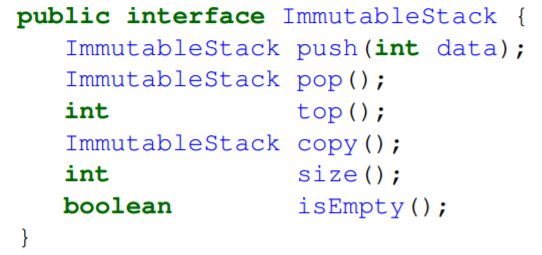 public interface ImmutableStack {
ImmutableStack push(int data);
ImmutableStack pop();
int top();
ImmutableStack copy();
int size();
boolean isEmpty();
}